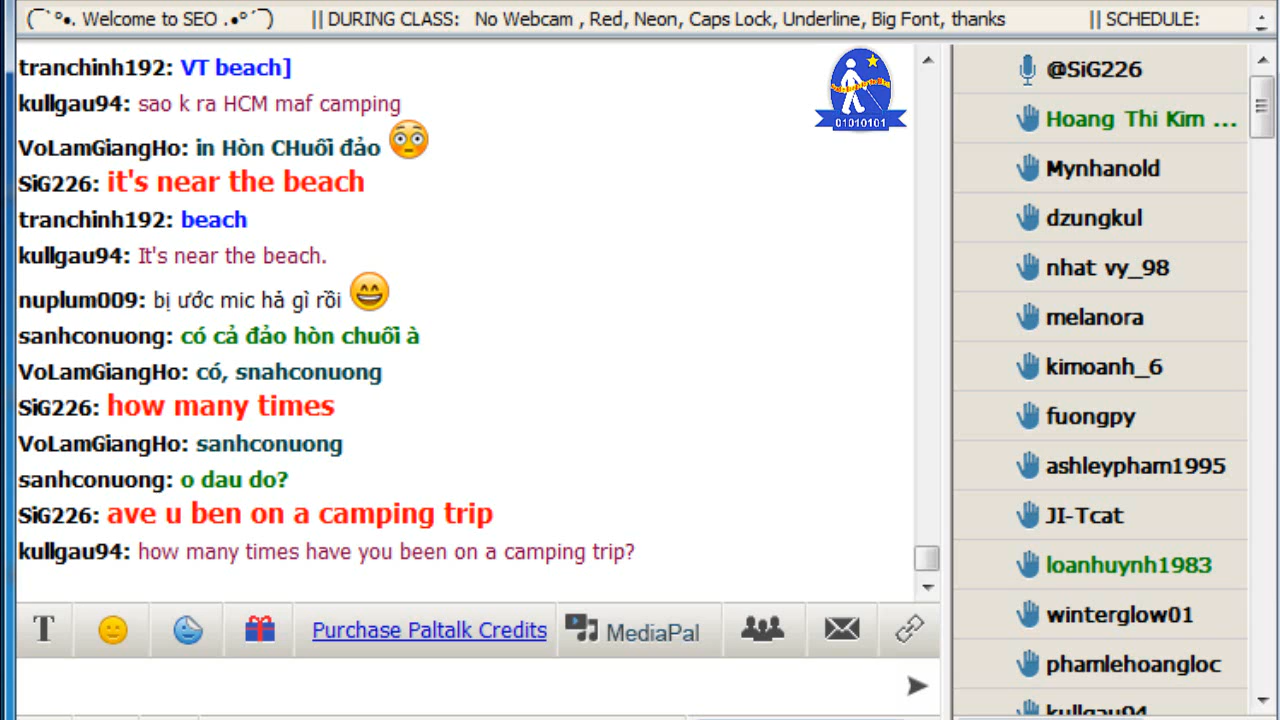 (¯`°●. Welcome to SEO .●°´¯) || DURING CLASS: No Webcam , Red, Neon, Caps Lock, Underline, Big Font, thanks || SCHEDULE:
tranchinh192: VT beach]
kullgau94: sao k ra HCM maf camping
VoLamGiangHo: in Hòn CHuối đảo
SiG226: it's near the beach
tranchinh192: beach
kullgau94: It's near the beach.
nuplum009: bị ước mic hả gì rồi
sanhconuong: có cả đảo hòn chuối à
VoLamGiangHo: có, snahconuong
SiG226: how many times
VoLamGiangHo: sanhconuong
sanhconuong: o dau do?
SiG226: ave u ben on a camping trip
kullgau94: how many times have you been on a camping trip?
01010101
T
Purchase Paltalk Credits
MediaPal
@SiG226
Hoang Thi Kim ...
Mynhanold
dzungkul
nhat vy_98
melanora
kimoanh_6
fuongpy
ashleypham1995
JI-Tcat
loanhuynh1983
winterglow01
phamlehoangloc
kullgau94